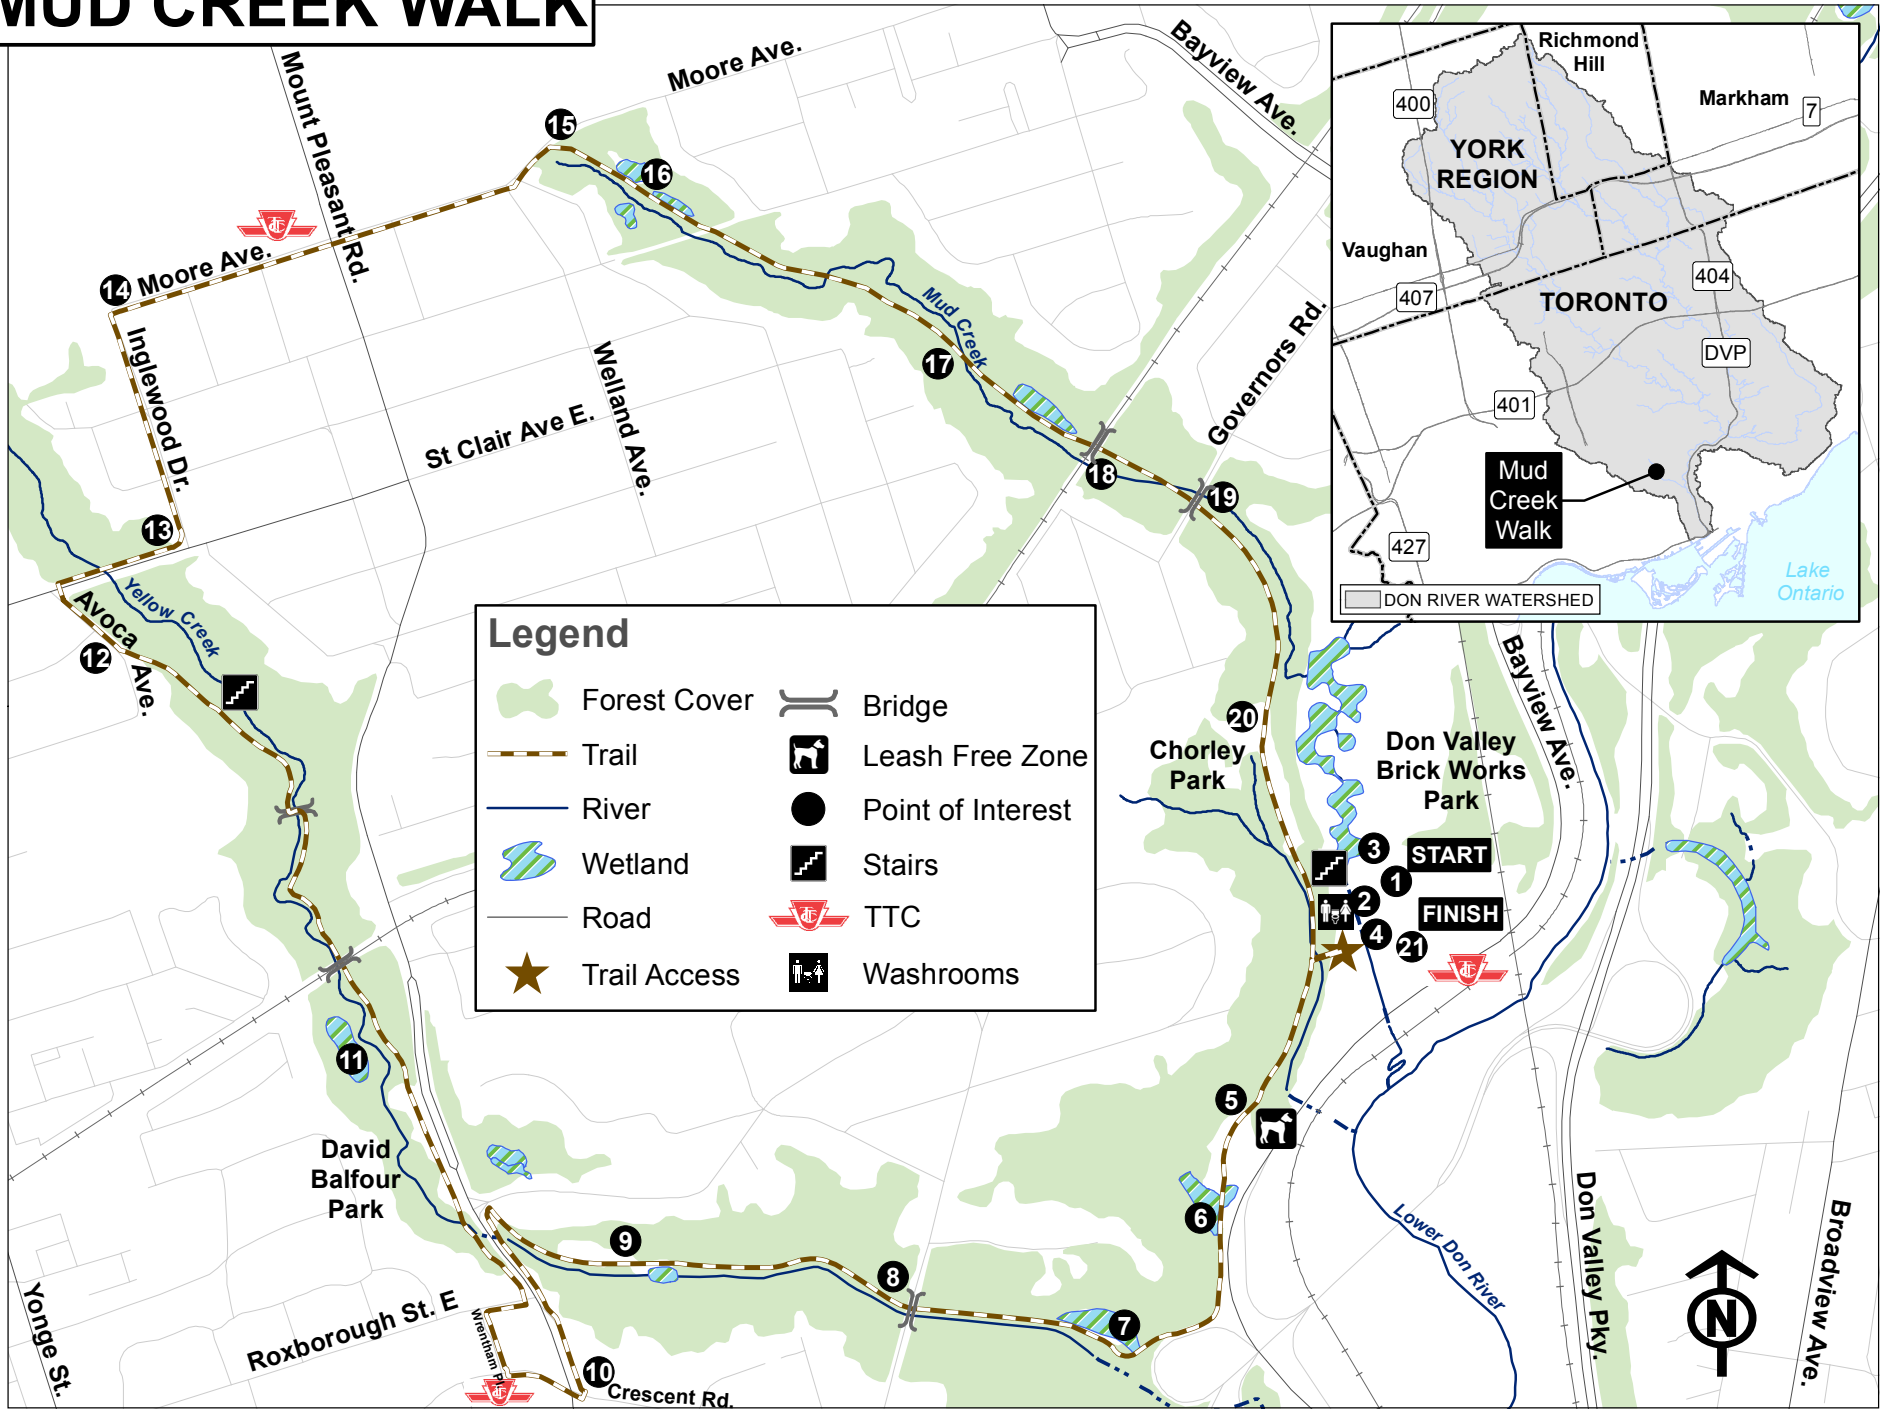 MUD CREEK WALK
Mount Pleasant Rd.
Moore Ave.
Bayview Ave.
15
16
14
Moore Ave.
Inglewood Dr.
Mud Creek
17
Welland Ave.
St Clair Ave E.
Governors Rd.
18
19
13
Yellow Creek
Avoca
Ave.
12
Richmond
Hill
Markham
400
7
YORK
REGION
Vaughan
404
407
TORONTO
DVP
401
Mud
Creek
Walk
427
Lake
Ontario
DON RIVER WATERSHED
Legend
Forest Cover
Bridge
Trail
Leash Free Zone
River
Point of Interest
Wetland
Stairs
Road
TTC
Trail Access
Washrooms
Bayview Ave.
20
Chorley
Park
Don Valley
Brick Works
Park
3
START
1
2
FINISH
4
21
11
5
David
Balfour
Park
6
9
8
7
Lower Don River
Don Valley Pky.
Broadview Ave.
N
Yonge St.
Roxborough St. E
Wrentham Pl
10
Crescent Rd.